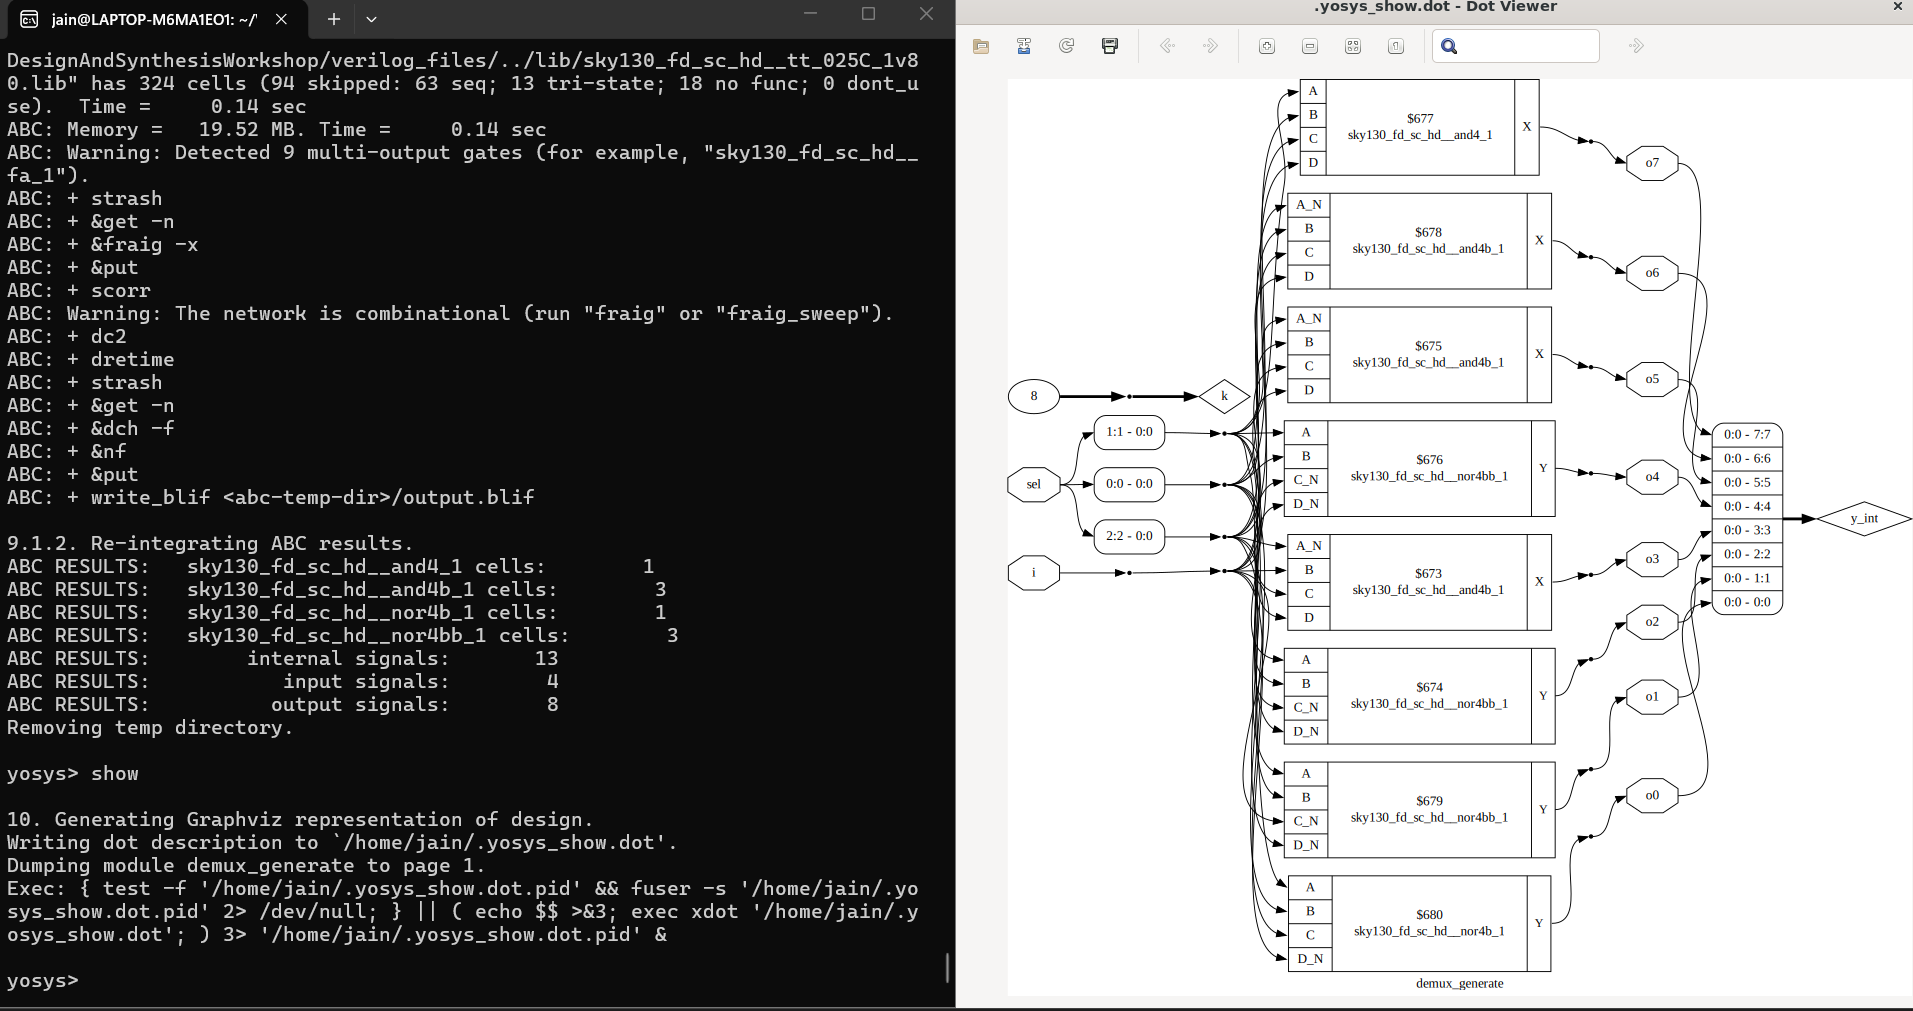 jain@LAPTOP-M6MA1EO1: ~/
DesignAndSynthesisWorkshop/verilog_files/../lib/sky130_fd_sc_hd__tt_025C_1v8
0.lib" has 324 cells (94 skipped: 63 seq; 13 tri-state; 18 no func; 0 dont_u
se).  Time =     0.14 sec
ABC: Memory =   19.52 MB. Time =     0.14 sec
ABC: Warning: Detected 9 multi-output gates (for example, "sky130_fd_sc_hd__
fa_1").
ABC: + strash
ABC: + &get -n
ABC: + &fraig -x
ABC: + &put
ABC: + scorr
ABC: Warning: The network is combinational (run "fraig" or "fraig_sweep").
ABC: + dc2
ABC: + dretime
ABC: + strash
ABC: + &get -n
ABC: + &dch -f
ABC: + &nf
ABC: + &put
ABC: + write_blif <abc-temp-dir>/output.blif
9.1.2. Re-integrating ABC results.
ABC RESULTS:   sky130_fd_sc_hd__and4_1 cells:        1
ABC RESULTS:   sky130_fd_sc_hd__and4b_1 cells:        3
ABC RESULTS:   sky130_fd_sc_hd__nor4b_1 cells:        1
ABC RESULTS:   sky130_fd_sc_hd__nor4bb_1 cells:        3
ABC RESULTS:        internal signals:       13
ABC RESULTS:           input signals:        4
ABC RESULTS:          output signals:        8
Removing temp directory.
yosys> show
10. Generating Graphviz representation of design.
Writing dot description to `/home/jain/.yosys_show.dot'.
Dumping module demux_generate to page 1.
Exec: { test -f '/home/jain/.yosys_show.dot.pid' && fuser -s '/home/jain/.yo
sys_show.dot.pid' 2> /dev/null; } || ( echo $$ >&3; exec xdot '/home/jain/.y
osys_show.dot'; ) 3> '/home/jain/.yosys_show.dot.pid' &
yosys>
.yosys_show.dot - Dot Viewer
8
k
sel
1:1 - 0:0
0:0 - 0:0
2:2 - 0:0
i
A
B
C
D
$677
sky130_fd_sc_hd__and4_1
X
A_N
B
C
D
$678
sky130_fd_sc_hd__and4b_1
X
A_N
B
C
D
$675
sky130_fd_sc_hd__and4b_1
X
A
B
C_N
D_N
$676
sky130_fd_sc_hd__nor4bb_1
Y
A_N
B
C
D
$673
sky130_fd_sc_hd__and4b_1
X
A
B
C_N
D_N
$674
sky130_fd_sc_hd__nor4bb_1
Y
A
B
C_N
D_N
$679
sky130_fd_sc_hd__nor4bb_1
Y
A
B
C
D_N
$680
sky130_fd_sc_hd__nor4b_1
Y
o7
o6
o5
o4
o3
o2
o1
o0
0:0 - 7:7
0:0 - 6:6
0:0 - 5:5
0:0 - 4:4
0:0 - 3:3
0:0 - 2:2
0:0 - 1:1
0:0 - 0:0
y_int
demux_generate